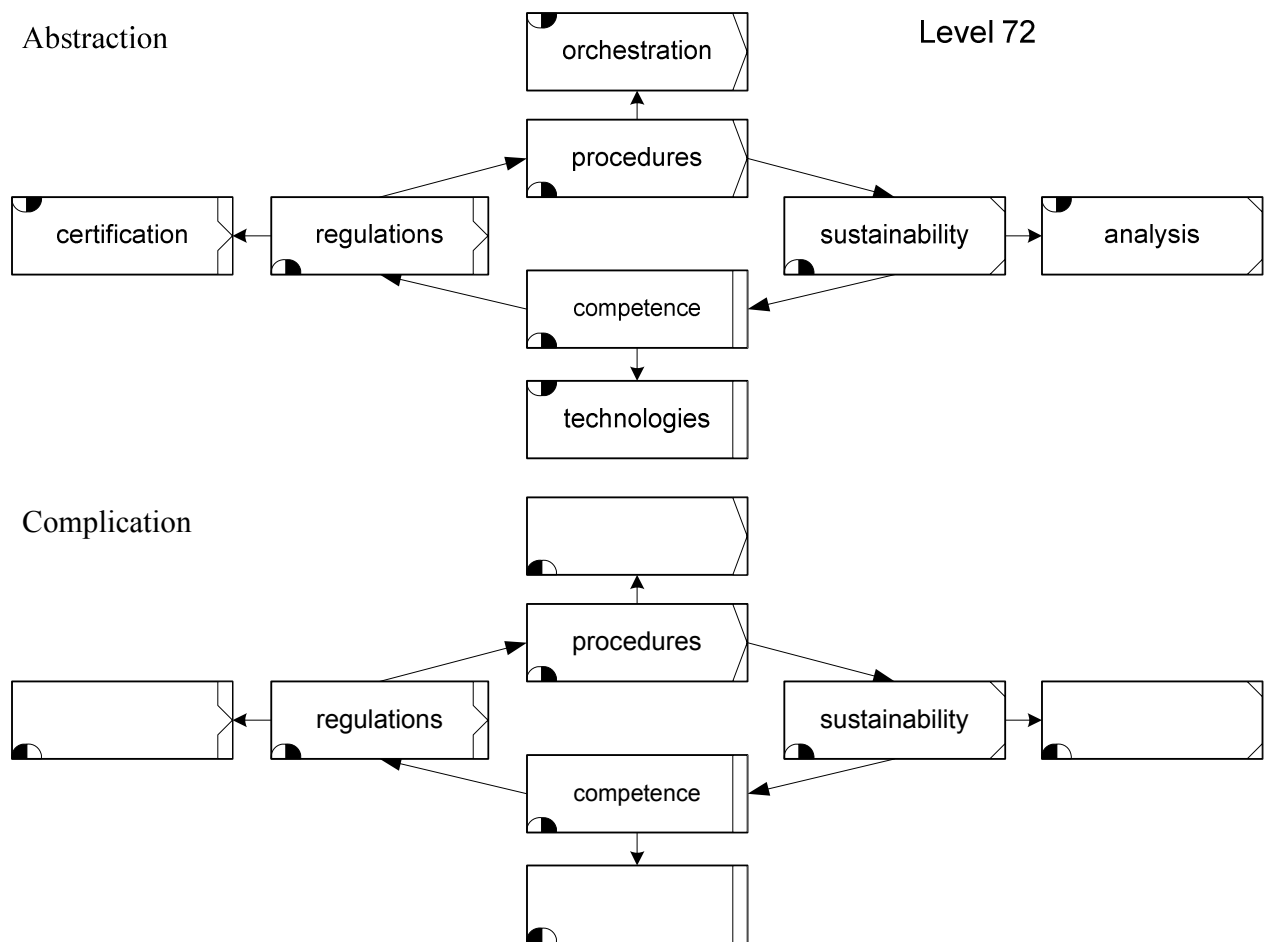 Abstraction
Level 72
orchestration
procedures
certification
regulations
sustainability
analysis
competence
technologies
Complication
procedures
regulations
sustainability
competence